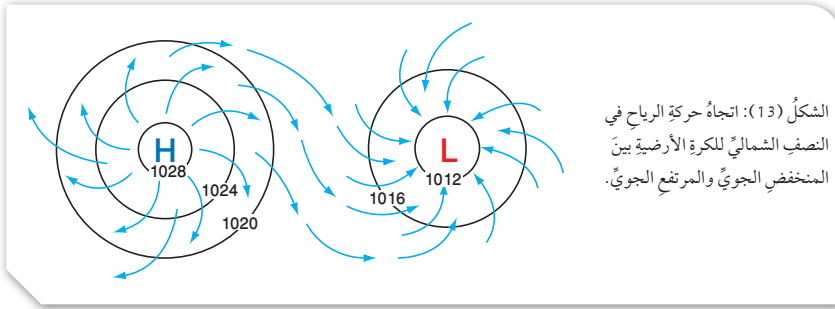 الشكلُ (13): اتجاهُ حركةِ الرياحِ في
النصفِ الشماليِّ للكرةِ الأرضيةِ بينَ
المنخفضِ الجويِّ والمرتفعِ الجويِّ.
H
1028
1024
1020
L
1012
1016